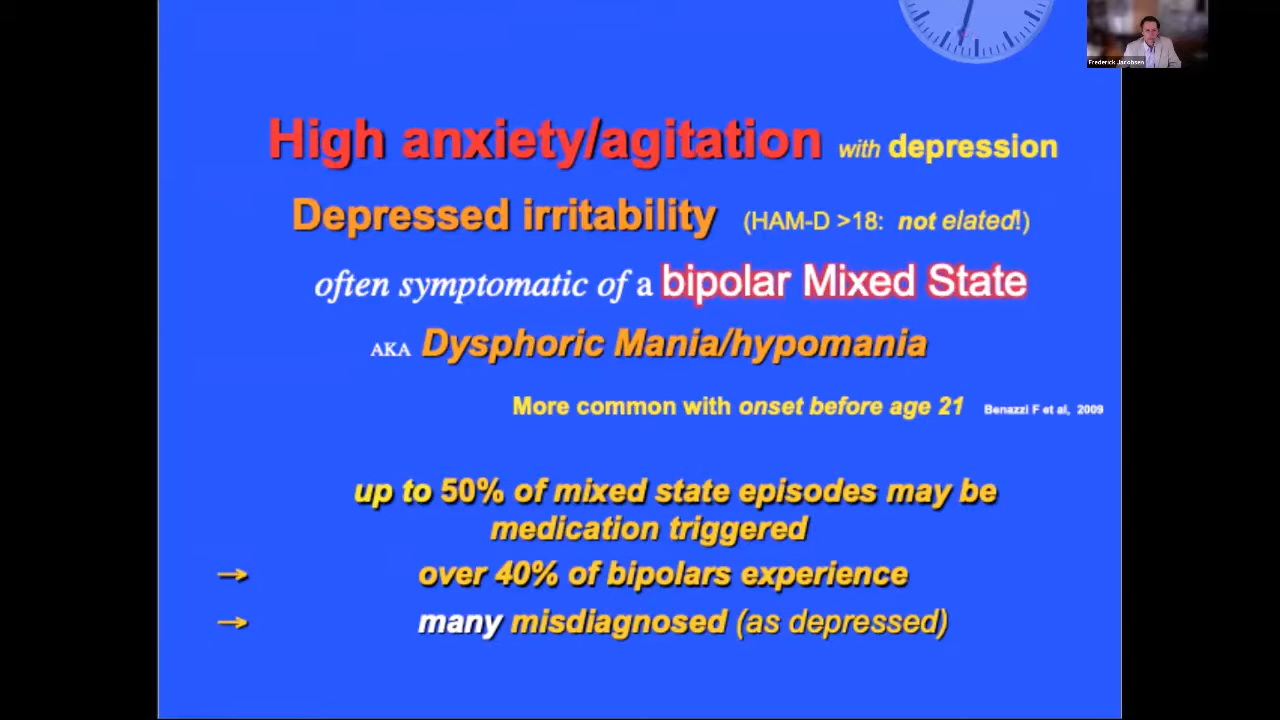 Frederick Jacobsen
High anxiety/agitation with depression
Depressed irritability (HAM-D >18: not elated!)
often symptomatic of a bipolar Mixed State
AKA Dysphoric Mania/hypomania
More common with onset before age 21 Benazzi F et al, 2009
up to 50% of mixed state episodes may be
medication triggered
→ over 40% of bipolars experience
→ many misdiagnosed (as depressed)